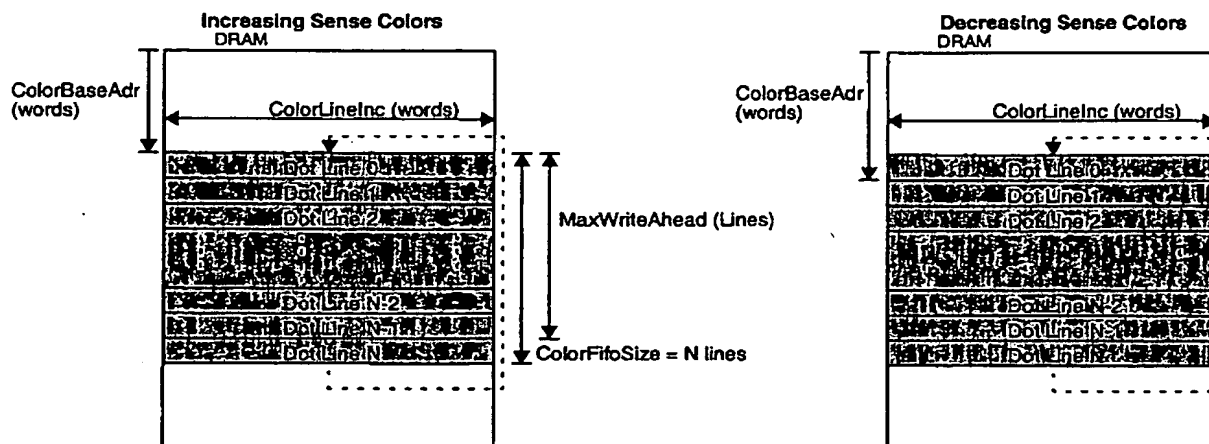 Increasing Sense Colors
DRAM
ColorBaseAdr
(words)
ColorLineInc (words)
Dot Line 0
Dot Line 1
Dot Line 2
Dot Line N-2
Dot Line N-1
Dot Line N
MaxWriteAhead (Lines)
ColorFifoSize = N lines
Decreasing Sense Colors
DRAM
ColorBaseAdr
(words)
ColorLineInc (words)
Dot Line 0
Dot Line 1
Dot Line 2
Dot Line N-2
Dot Line N-1
Dot Line N